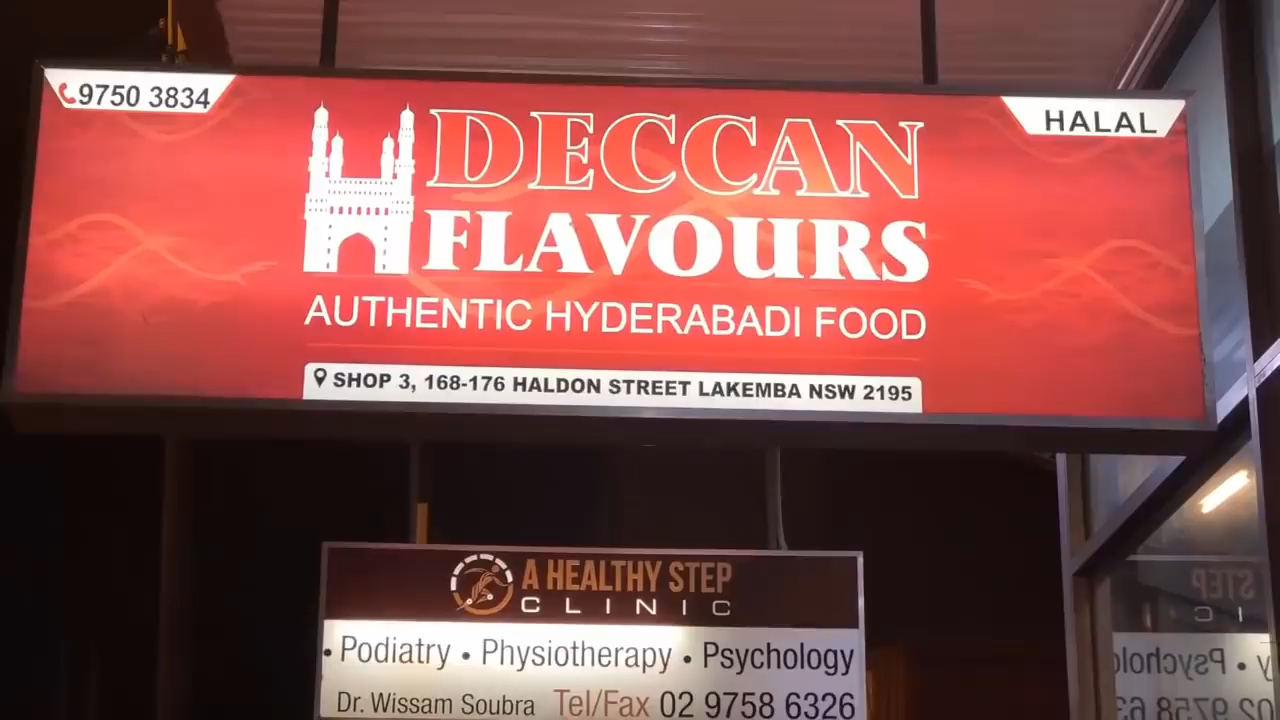 9750 3834
HALAL
DECCAN
FLAVOURS
AUTHENTIC HYDERABADI FOOD
SHOP 3, 168-176 HALDON STREET LAKEMBA NSW 2195
A HEALTHY STEP
CLINIC
• Podiatry • Physiotherapy • Psychology
Dr. Wissam Soubra Tel/Fax 02 9758 6326